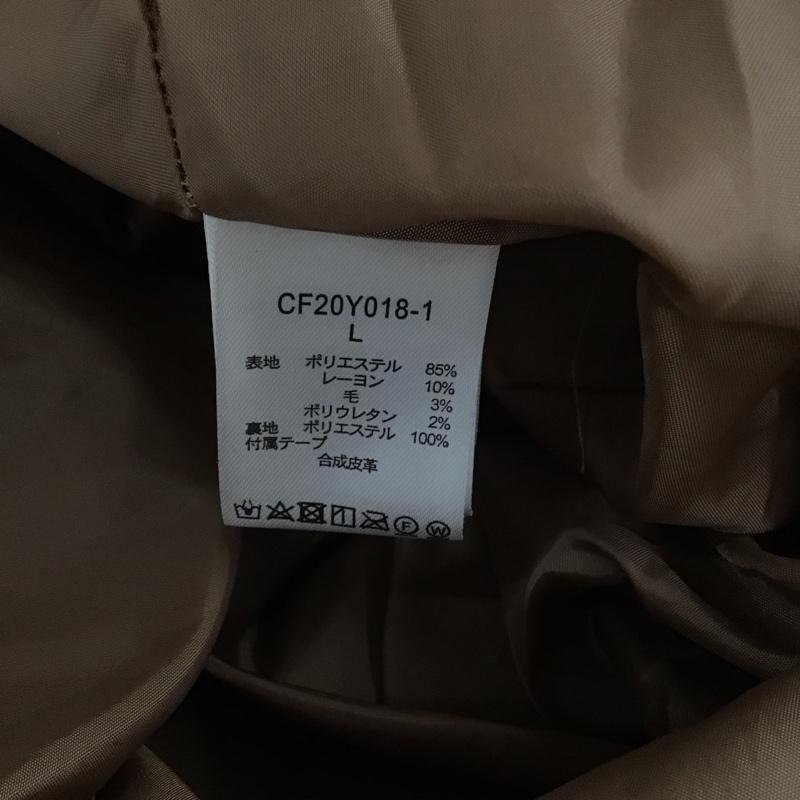 CF20Y018-1
L
表地 ポリエステル 85%
レーヨン 10%
毛 3%
ポリウレタン 2%
裏地 ポリエステル 100%
付属テープ
合成皮革
F W